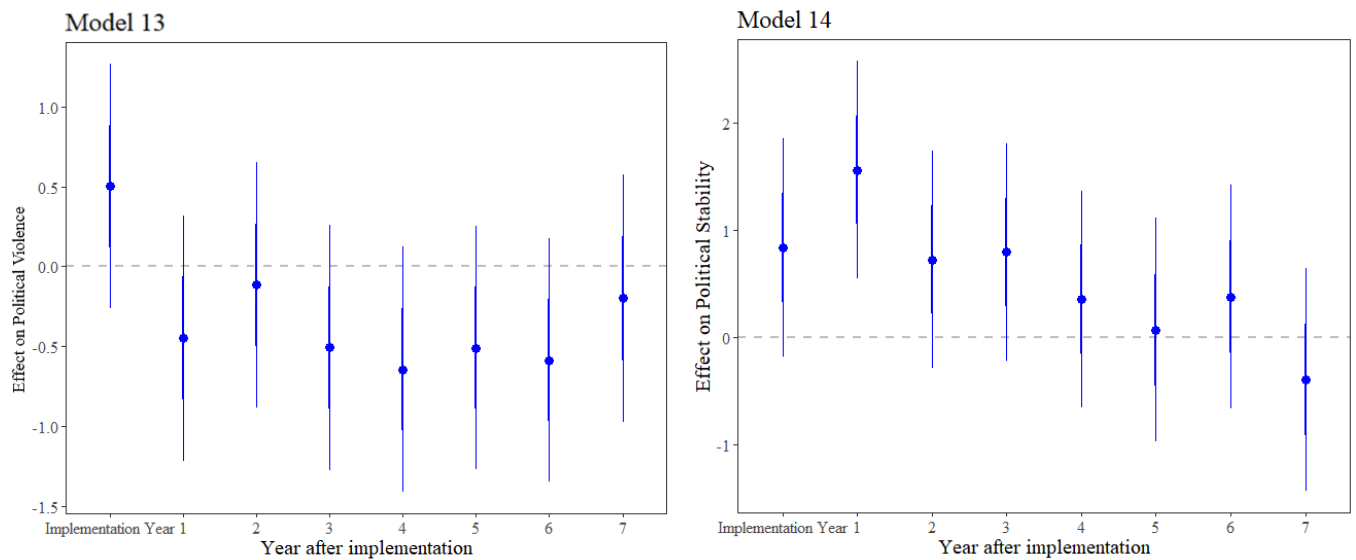 Model 13
Effect on Political Violence
1.0
0.5
0.0
-0.5
-1.0
-1.5
Implementation Year 1 2 3 4 5 6 7
Year after implementation
Model 14
Effect on Political Stability
2
1
0
-1
Implementation Year 1 2 3 4 5 6 7
Year after implementation